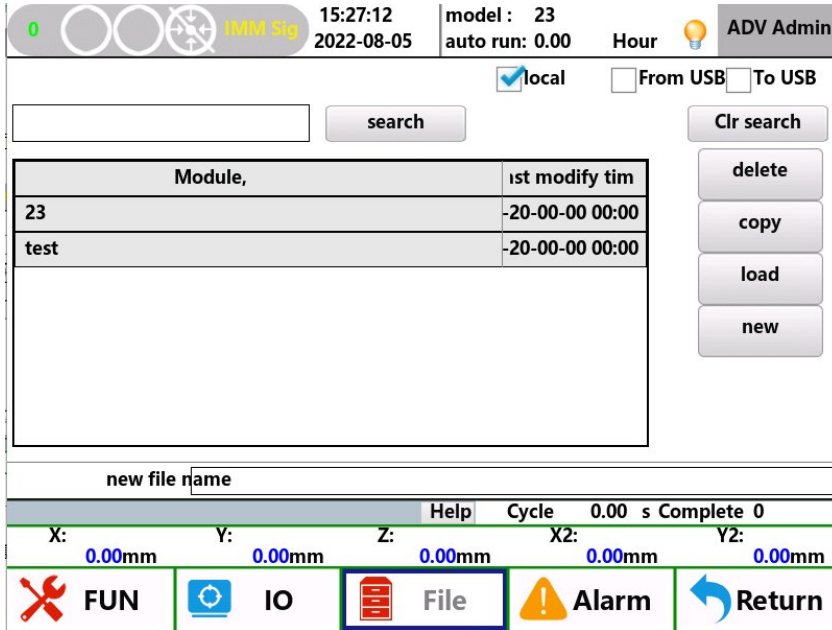 0 IMM Sig 15:27:12 model : 23 ADV Admin
2022-08-05 auto run: 0.00 Hour
local From USB To USB
search Clr search
Module, ast modify tim
23 -20-00-00 00:00
test -20-00-00 00:00
delete
copy
load
new
new file name
Help Cycle 0.00 s Complete 0
X: Y: Z: X2: Y2:
0.00mm 0.00mm 0.00mm 0.00mm 0.00mm
FUN IO File Alarm Return